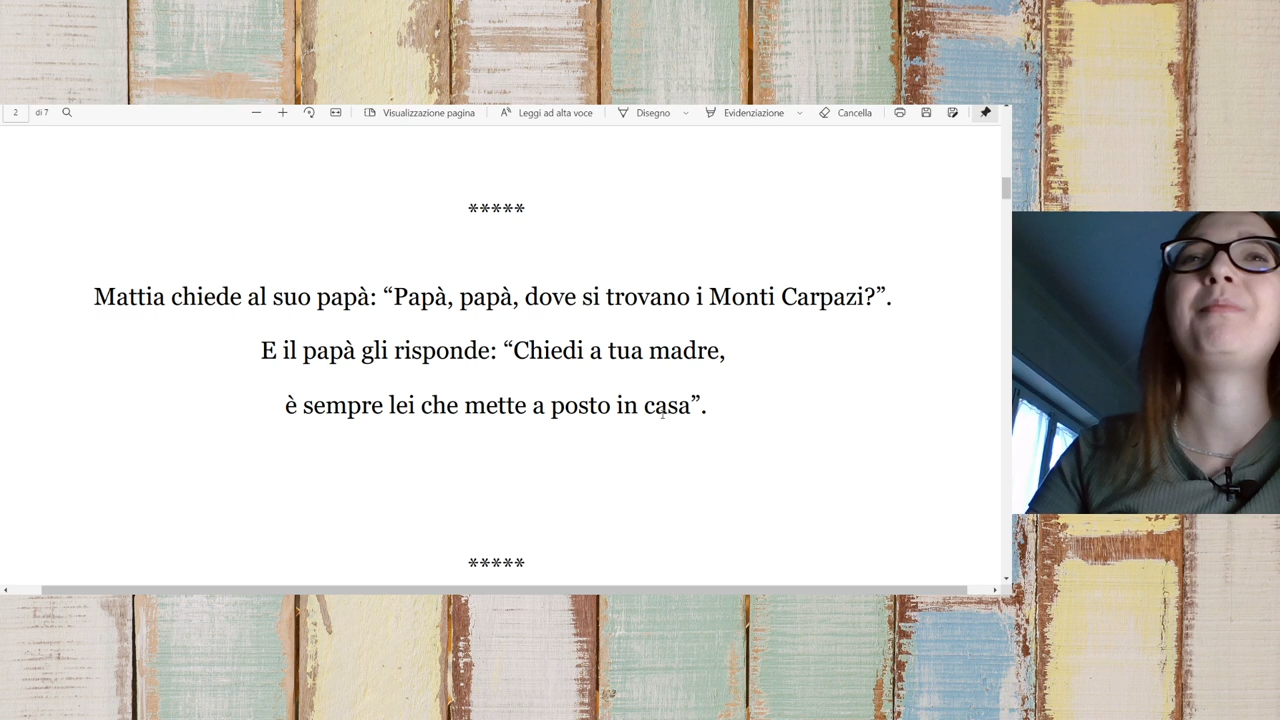 2 di 7 Visualizzazione pagina Leggi ad alta voce Disegno Evidenziazione Cancella
*****
Mattia chiede al suo papà: “Papà, papà, dove si trovano i Monti Carpazi?”.
E il papà gli risponde: “Chiedi a tua madre,
è sempre lei che mette a posto in casa”.
*****